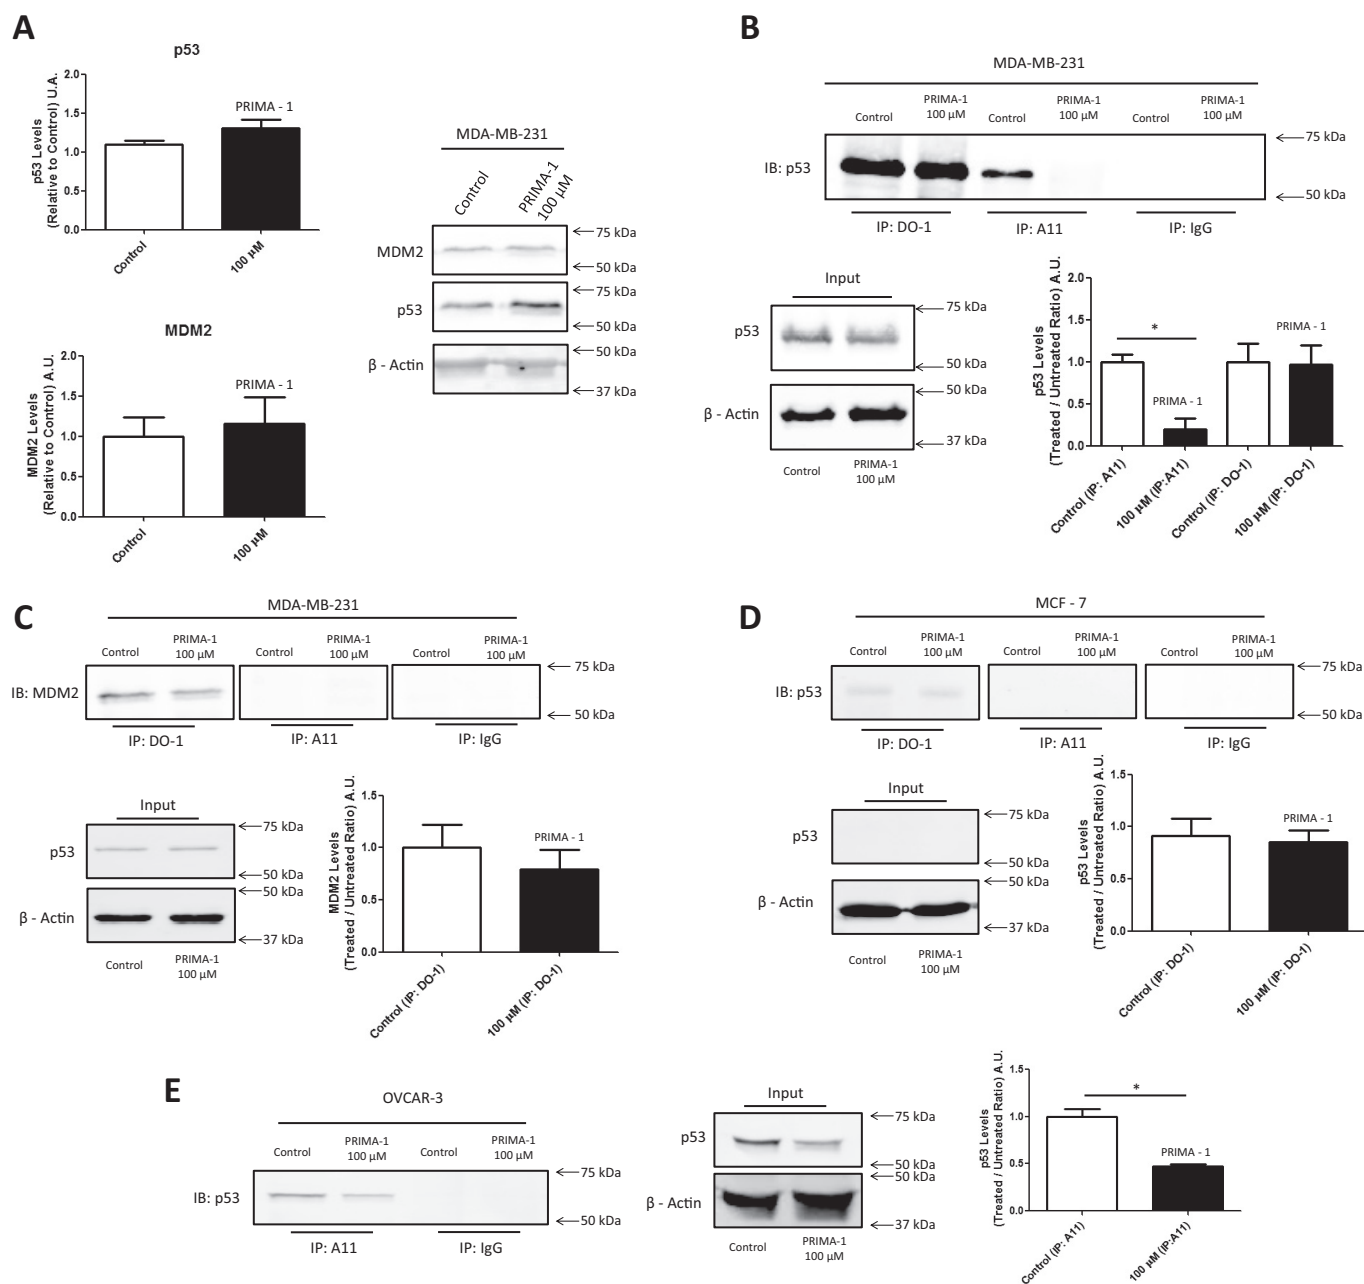 A
p53
p53 Levels
(Relative to Control) U.A.
2.0
1.5
1.0
0.5
0.0
PRIMA - 1
Control
100 µM
MDM2
MDM2 Levels
(Relative to Control) A.U.
2.0
1.5
1.0
0.5
0.0
PRIMA - 1
Control
100 µM
MDA-MB-231
Control
PRIMA-1
100 µM
MDM2
75 kDa
50 kDa
p53
75 kDa
50 kDa
β - Actin
50 kDa
37 kDa
B
MDA-MB-231
Control
PRIMA-1
100 µM
Control
PRIMA-1
100 µM
Control
PRIMA-1
100 µM
IB: p53
75 kDa
50 kDa
IP: DO-1
IP: A11
IP: IgG
Input
p53
75 kDa
50 kDa
β - Actin
50 kDa
37 kDa
Control
PRIMA-1
100 µM
p53 Levels
(Treated / Untreated Ratio) A.U.
2.0
1.5
1.0
0.5
0.0
*
PRIMA - 1
PRIMA - 1
Control (IP: A11)
100 µM (IP:A11)
Control (IP: DO-1)
100 µM (IP: DO-1)
C
MDA-MB-231
Control
PRIMA-1
100 µM
Control
PRIMA-1
100 µM
Control
PRIMA-1
100 µM
IB: MDM2
75 kDa
50 kDa
IP: DO-1
IP: A11
IP: IgG
Input
p53
75 kDa
50 kDa
β - Actin
50 kDa
37 kDa
Control
PRIMA-1
100 µM
MDM2 Levels
(Treated / Untreated Ratio) A.U.
1.5
1.0
0.5
0.0
PRIMA - 1
Control (IP: DO-1)
100 µM (IP: DO-1)
D
MCF - 7
Control
PRIMA-1
100 µM
Control
PRIMA-1
100 µM
Control
PRIMA-1
100 µM
IB: p53
75 kDa
50 kDa
IP: DO-1
IP: A11
IP: IgG
Input
p53
75 kDa
50 kDa
β - Actin
50 kDa
37 kDa
Control
PRIMA-1
100 µM
p53 Levels
(Treated / Untreated Ratio) A.U.
1.5
1.0
0.5
0.0
PRIMA - 1
Control (IP: DO-1)
100 µM (IP: DO-1)
E
OVCAR-3
Control
PRIMA-1
100 µM
Control
PRIMA-1
100 µM
IB: p53
75 kDa
50 kDa
IP: A11
IP: IgG
Input
p53
75 kDa
50 kDa
β - Actin
50 kDa
37 kDa
Control
PRIMA-1
100 µM
p53 Levels
(Treated / Untreated Ratio) A.U.
1.5
1.0
0.5
0.0
*
PRIMA - 1
Control (IP: A11)
100 µM (IP:A11)